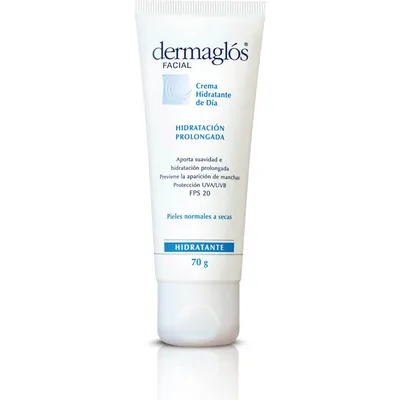 dermaglós®
FACIAL
Crema
Hidratante
de Día
HIDRATACIÓN
PROLONGADA
Aporta suavidad e
hidratación prolongada
Previene la aparición de manchas
Protección UVA/UVB
FPS 20
Pieles normales a secas
HIDRATANTE
70 g